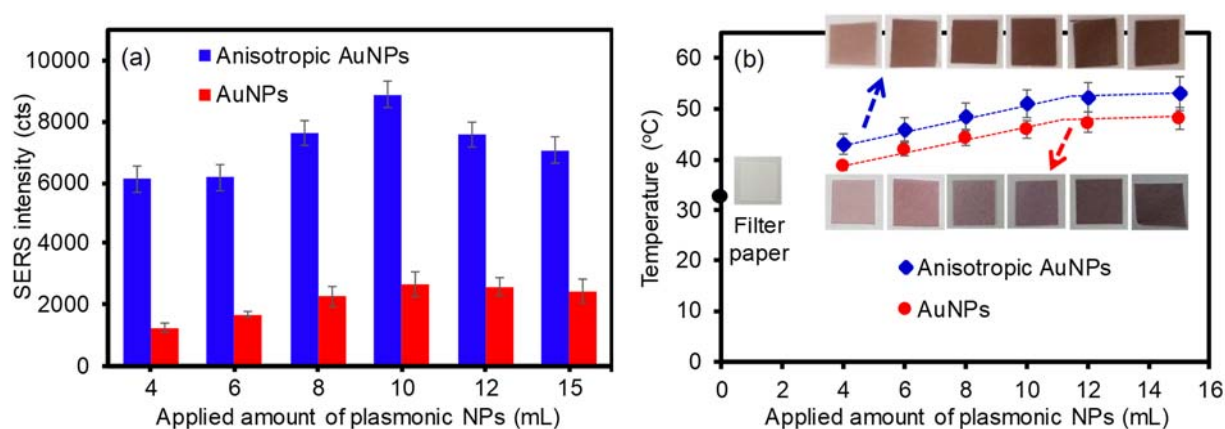 (a)
Anisotropic AuNPs
AuNPs
10000
8000
6000
4000
2000
0
SERS intensity (cts)
4 6 8 10 12 15
Applied amount of plasmonic NPs (mL)
(b)
60
50
40
30
20
10
0
Temperature (ºC)
Filter
paper
Anisotropic AuNPs
AuNPs
0 2 4 6 8 10 12 14 16
Applied amount of plasmonic NPs (mL)